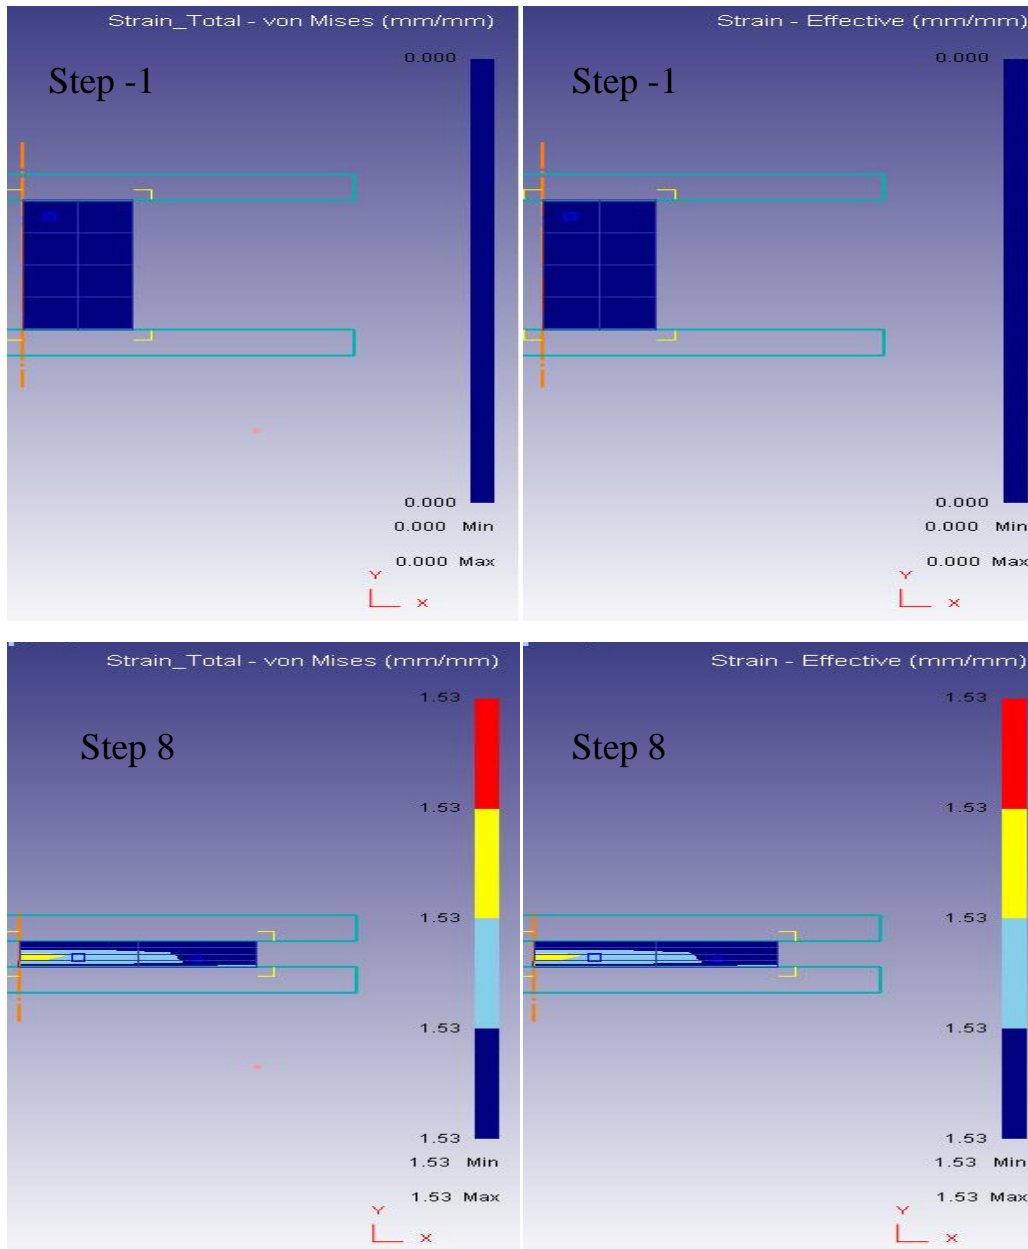 Strain_Total - von Mises (mm/mm)
0.000
Step -1
0.000
0.000 Min
0.000 Max
Y
X
Strain - Effective (mm/mm)
0.000
Step -1
0.000
0.000 Min
0.000 Max
Y
X
Strain_Total - von Mises (mm/mm)
1.53
Step 8
1.53
1.53
1.53
1.53
1.53 Min
1.53 Max
Y
X
Strain - Effective (mm/mm)
1.53
Step 8
1.53
1.53
1.53
1.53
1.53 Min
1.53 Max
Y
X